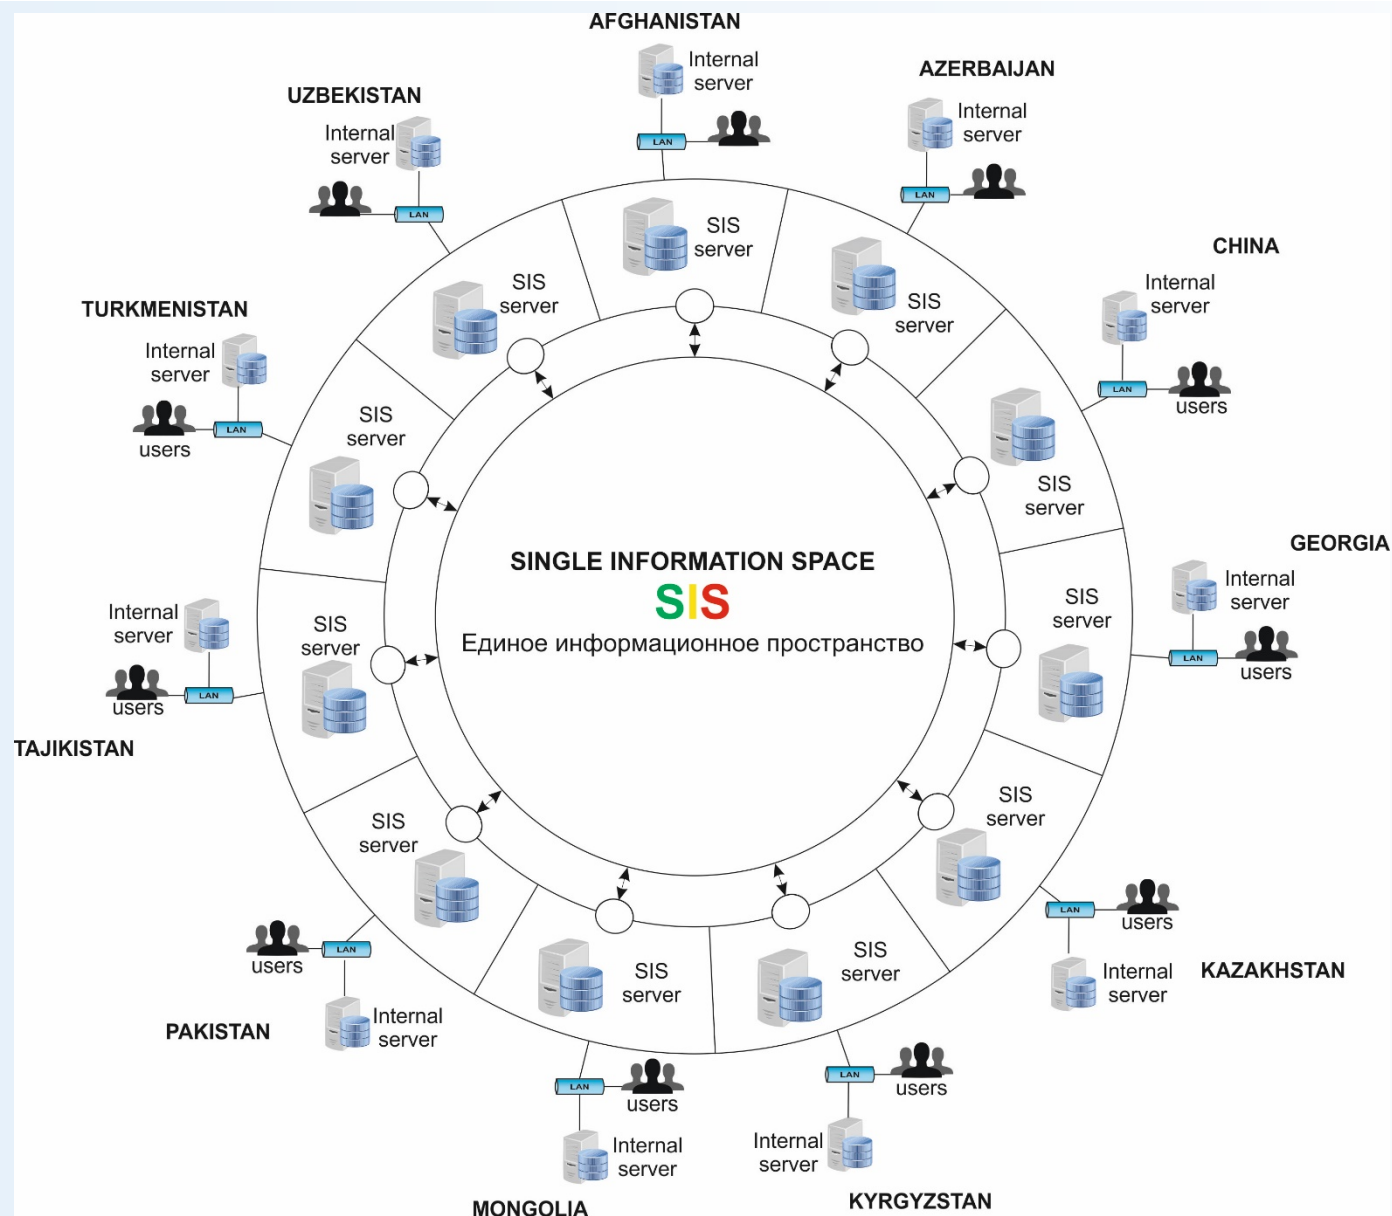 AFGHANISTAN
Internal
server
LAN
AZERBAIJAN
Internal
server
LAN
UZBEKISTAN
Internal
server
LAN
CHINA
Internal
server
LAN
users
TURKMENISTAN
Internal
server
LAN
users
GEORGIA
Internal
server
LAN
users
TAJIKISTAN
Internal
server
LAN
users
KAZAKHSTAN
LAN
users
Internal
server
PAKISTAN
LAN
users
Internal
server
MONGOLIA
LAN
users
Internal
server
KYRGYZSTAN
LAN
users
Internal
server
SIS
server
SIS
server
SIS
server
SIS
server
SIS
server
SIS
server
SIS
server
SIS
server
SIS
server
SIS
server
SIS
server
SINGLE INFORMATION SPACE
SIS
Единое информационное пространство